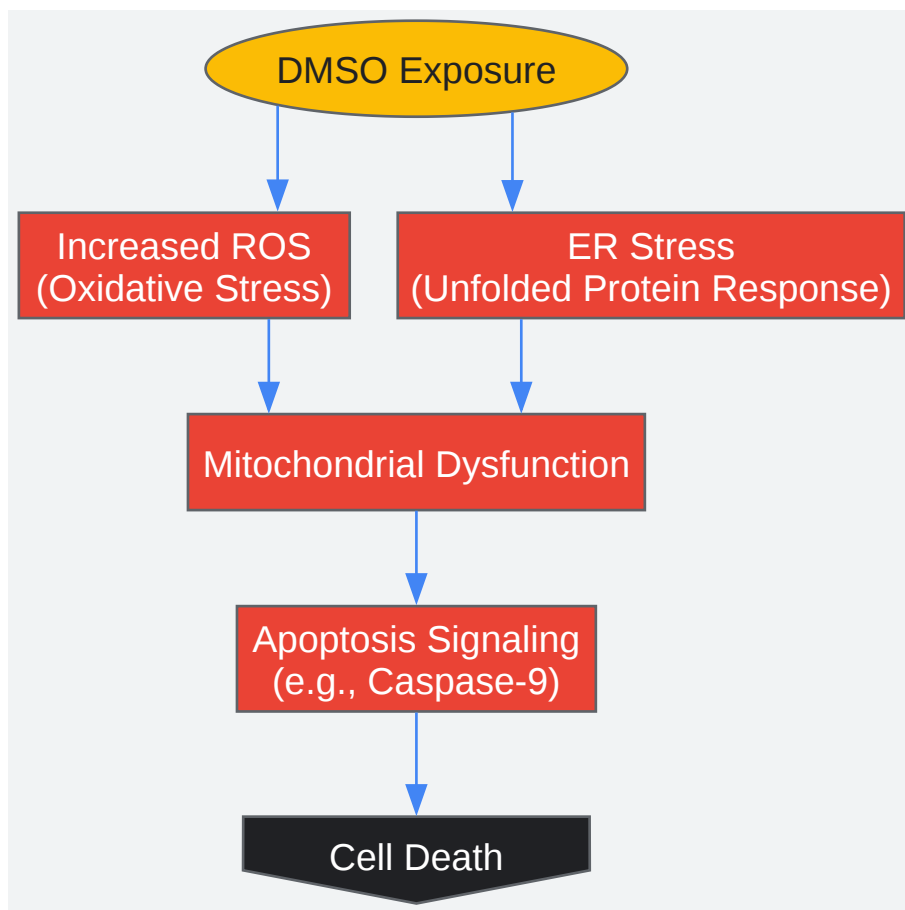 DMSO Exposure
Increased ROS
(Oxidative Stress)
ER Stress
(Unfolded Protein Response)
Mitochondrial Dysfunction
Apoptosis Signaling
(e.g., Caspase-9)
Cell Death